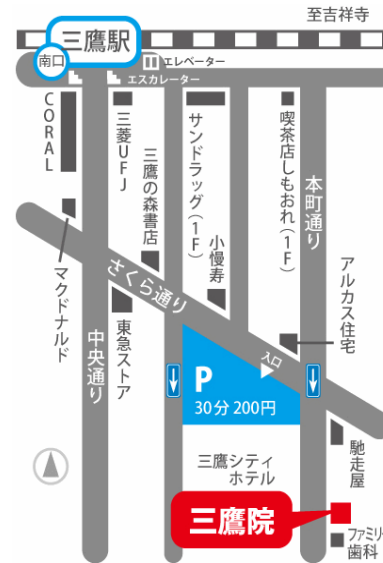 至吉祥寺
三鷹駅
南口
エレベーター
エスカレーター
CORAL
三菱UFJ
三鷹の森書店
サンドラッグ(1F)
小慢寿
喫茶店しもおれ(1F)
本町通り
アルカス住宅
マクドナルド
さくら通り
中央通り
東急ストア
入口
P
30分 200円
三鷹シティ
ホテル
馳走屋
三鷹院
ファミリー
歯科